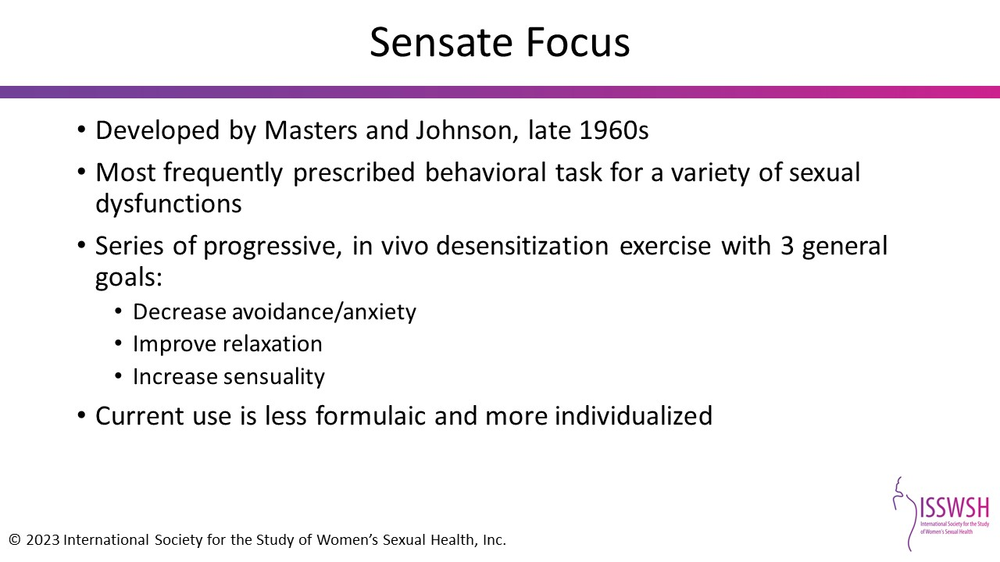 Sensate Focus
• Developed by Masters and Johnson, late 1960s
• Most frequently prescribed behavioral task for a variety of sexual
dysfunctions
• Series of progressive, in vivo desensitization exercise with 3 general
goals:
• Decrease avoidance/anxiety
• Improve relaxation
• Increase sensuality
• Current use is less formulaic and more individualized
ISSWSH
International Society for the Study
of Women's Sexual Health
© 2023 International Society for the Study of Women’s Sexual Health, Inc.